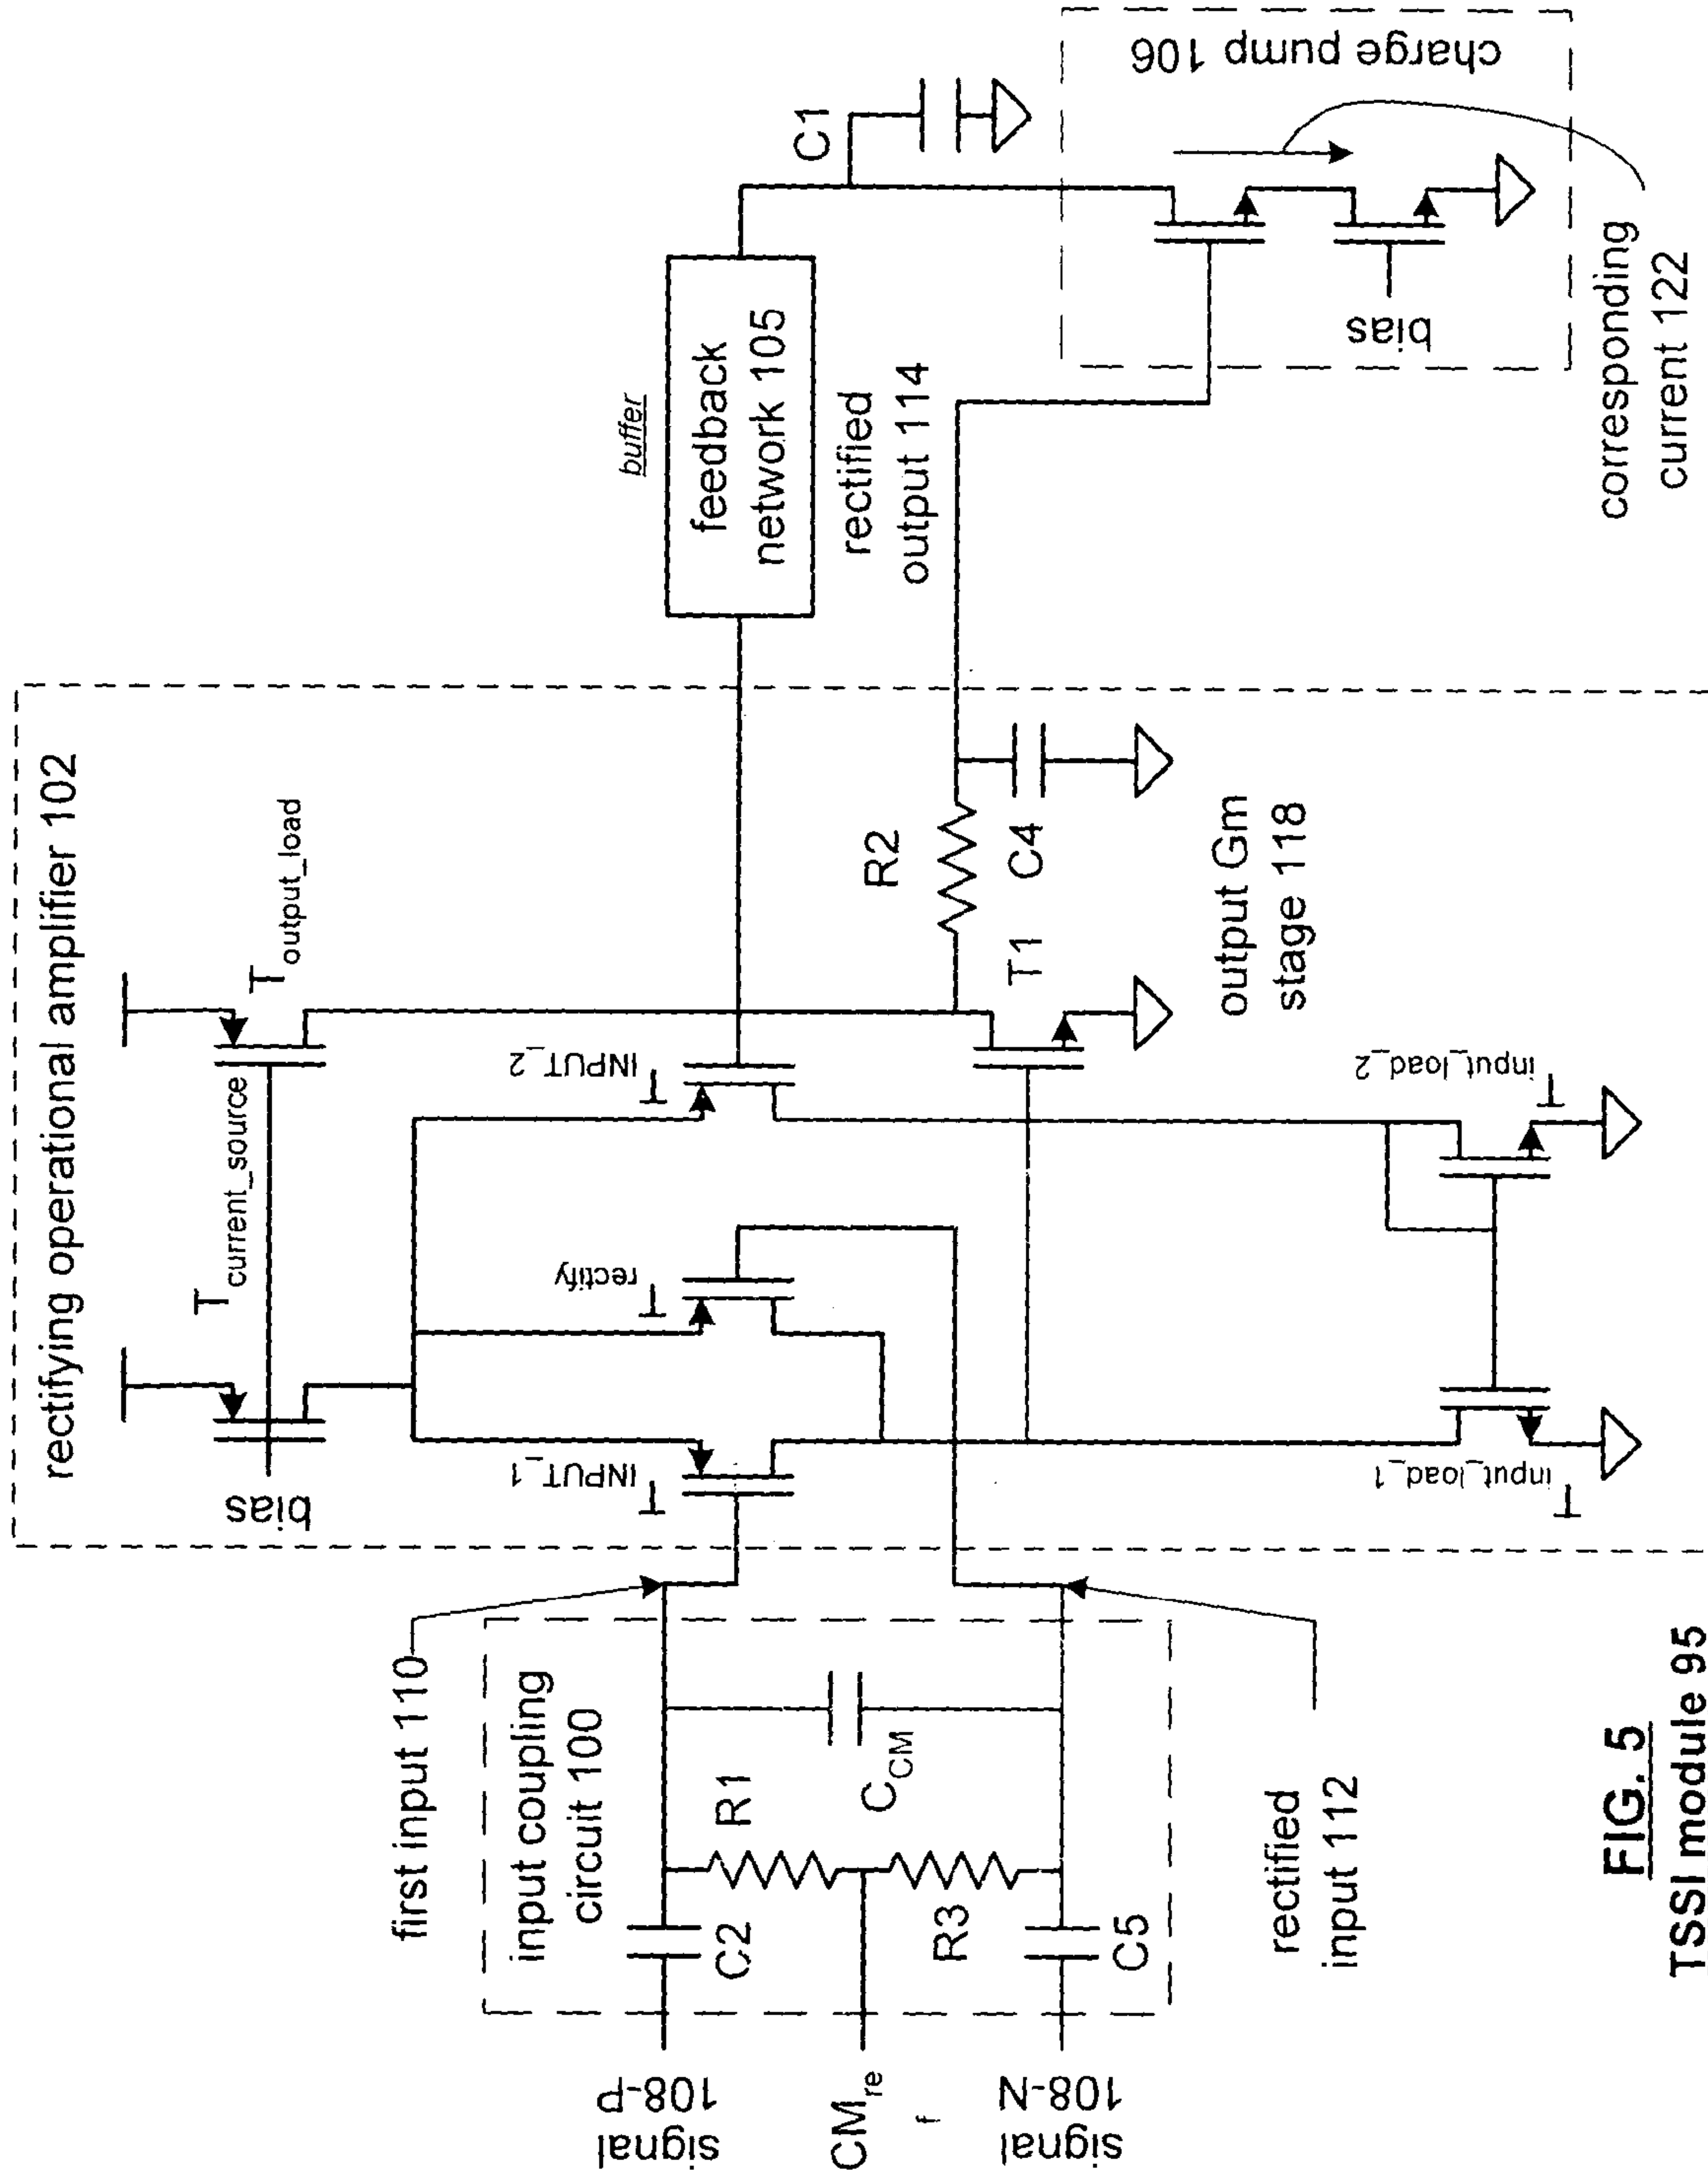 rectifying operational amplifier 102
bias
T current_source
T output_load
T INPUT_1
T rectify
T INPUT_2
T input_load_1
T input_load_2
first input 110
input coupling
circuit 100
C2
R1
R3
C_CM
C5
signal
108-P
CM_re
f
signal
108-N
rectified
input 112
T1
R2
C4
output Gm
stage 118
buffer
feedback
network 105
rectified
output 114
C1
charge pump 106
bias
corresponding
current 122
FIG. 5
TSSI module 95